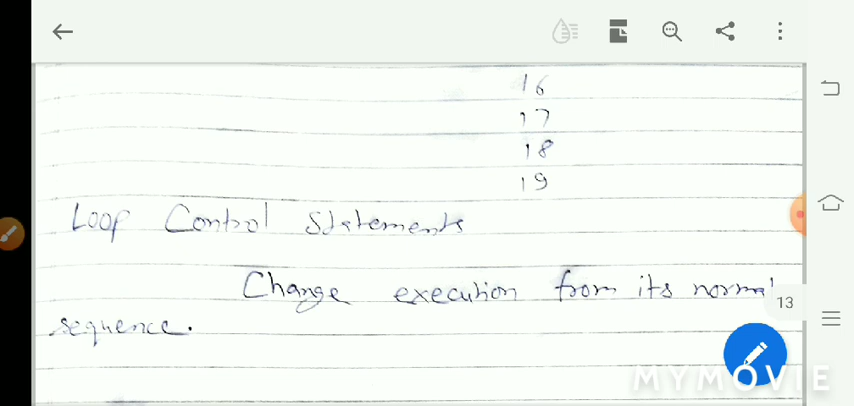 16
17
18
19
Loop Control Statements
Change execution from its normal
13
sequence.
MYMOVIE